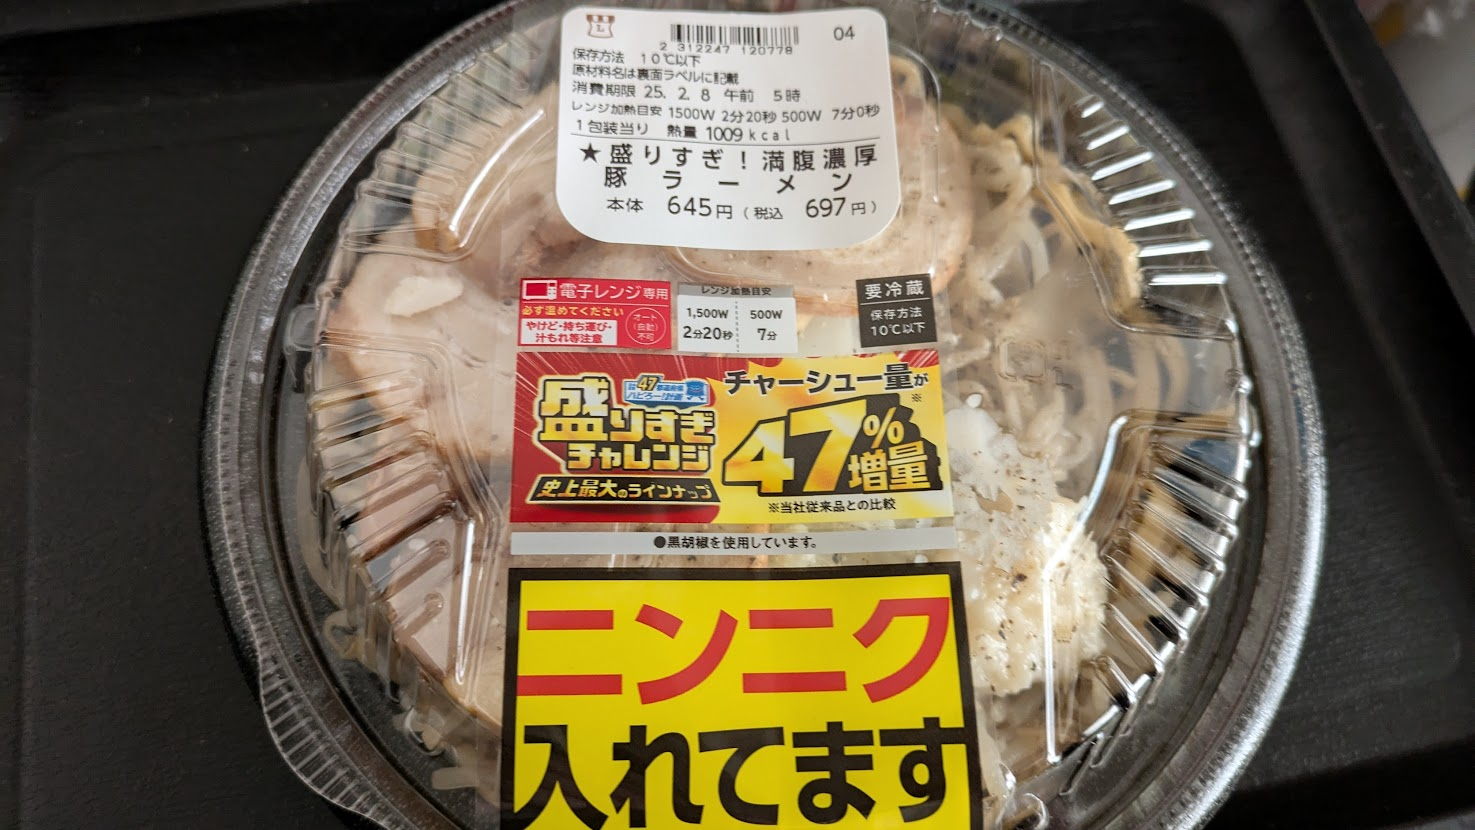 L
2 312247 120778
04
保存方法 10℃以下
原材料名は裏面ラベルに記載
消費期限 25. 2. 8 午前 5時
レンジ加熱目安 1500W 2分20秒 500W 7分0秒
1包装当り 熱量 1009kcal
★盛りすぎ!満腹濃厚
豚ラーメン
本体 645円(税込 697円)
電子レンジ専用
必ず温めてください
やけど・持ち運び・
汁もれ等注意
オート
(自動)
不可
レンジ加熱目安
1,500W 500W
2分20秒 7分
要冷蔵
保存方法
10℃以下
47
盛りすぎ
チャレンジ
史上最大のラインナップ
チャーシュー量が
※
47%
増量
※当社従来品との比較
●黒胡椒を使用しています。
ニンニク
入れてます